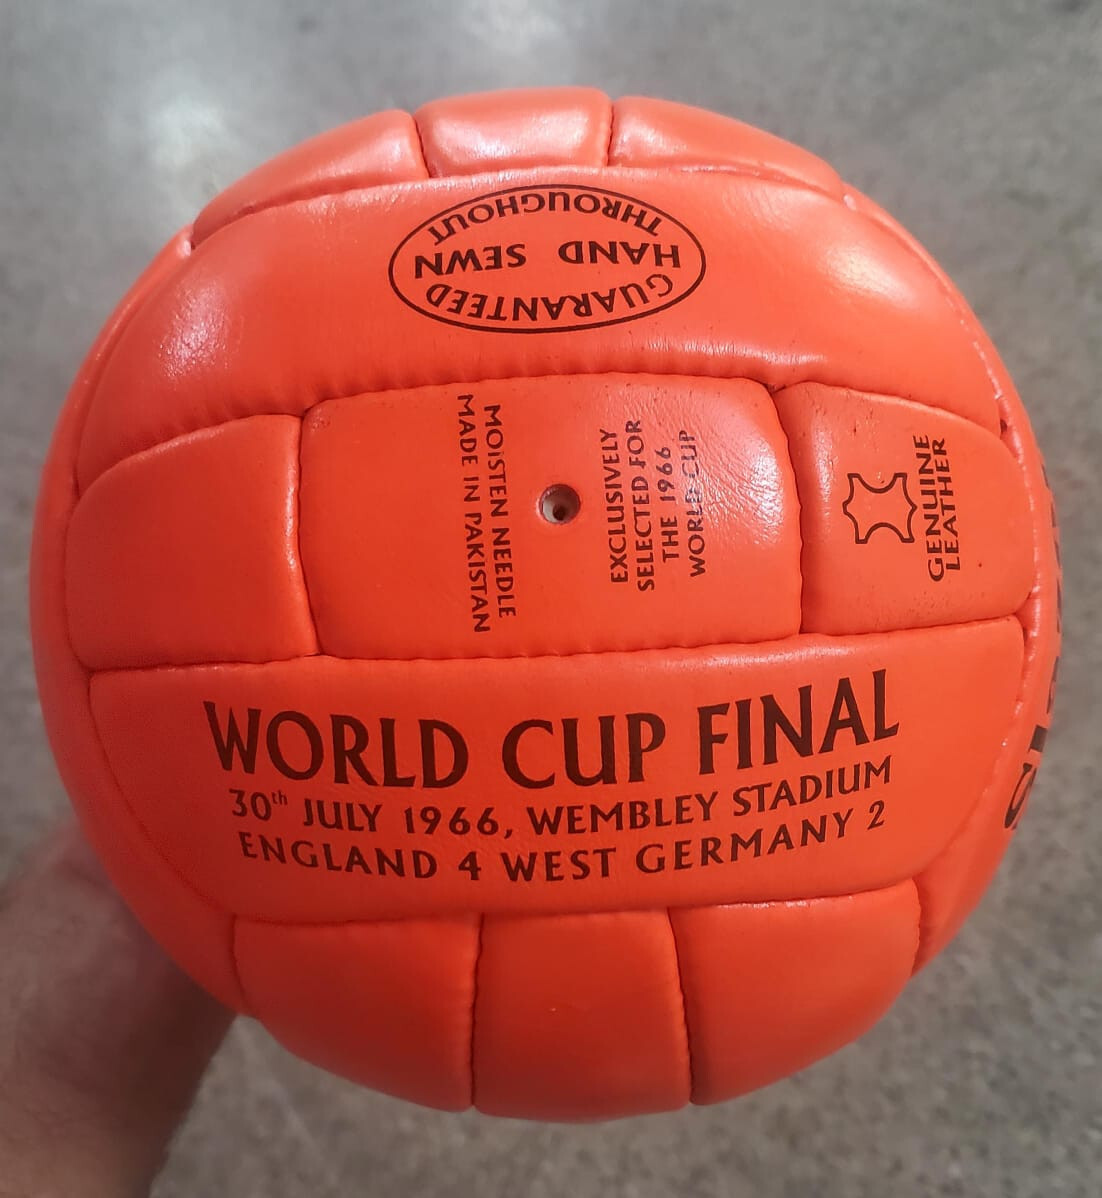 GUARANTEED
HAND SEWN
THROUGHOUT
MOiSTEN NEEDLE
MADE IN PAKISTAN
EXCLUSIVELY
SELECTED FOR
THE 1966
WORLD CUP
GENUINE
LEATHER
WORLD CUP FINAL
30th JULY 1966, WEMBLEY STADIUM
ENGLAND 4 WEST GERMANY 2